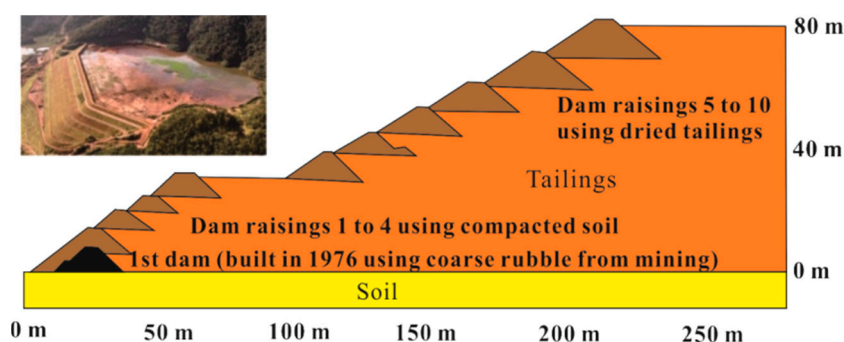 80 m
Dam raisings 5 to 10
using dried tailings
40 m
Tailings
Dam raisings 1 to 4 using compacted soil
1st dam (built in 1976 using coarse rubble from mining)
0 m
Soil
0 m
50 m
100 m
150 m
200 m
250 m